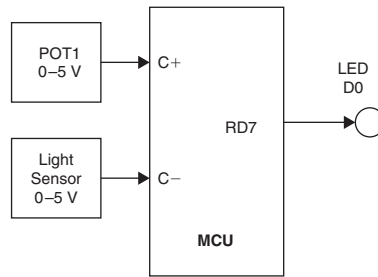 POT1
0–5 V
C+
LED
D0
RD7
Light
Sensor
0–5 V
C−
MCU